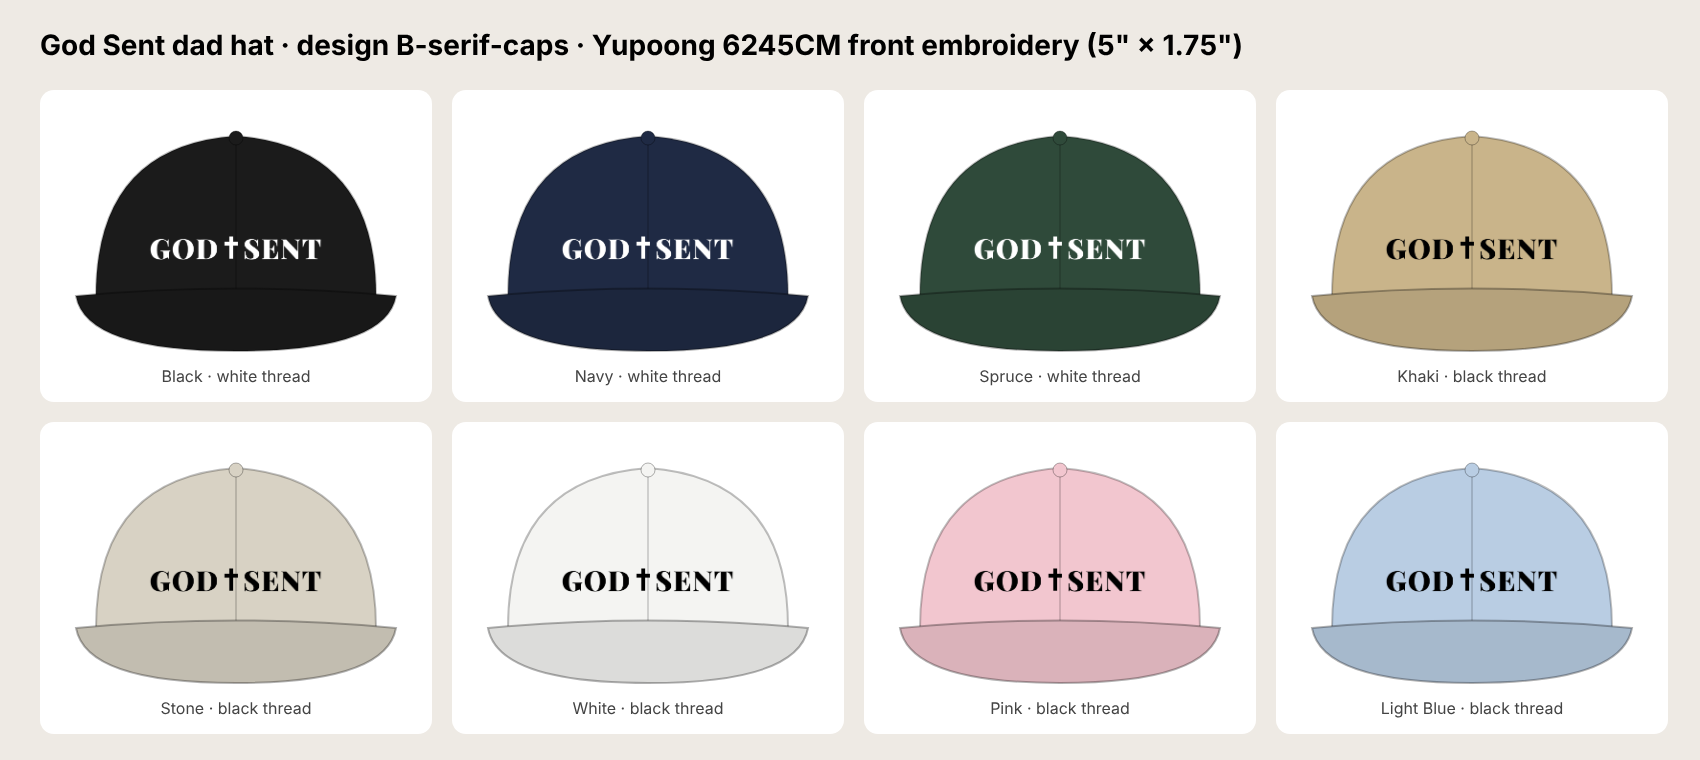 God Sent dad hat · design B-serif-caps · Yupoong 6245CM front embroidery (5" × 1.75")
GOD✝SENT
GOD✝SENT
GOD✝SENT
GOD✝SENT
Black · white thread
Navy · white thread
Spruce · white thread
Khaki · black thread
GOD✝SENT
GOD✝SENT
GOD✝SENT
GOD✝SENT
Stone · black thread
White · black thread
Pink · black thread
Light Blue · black thread